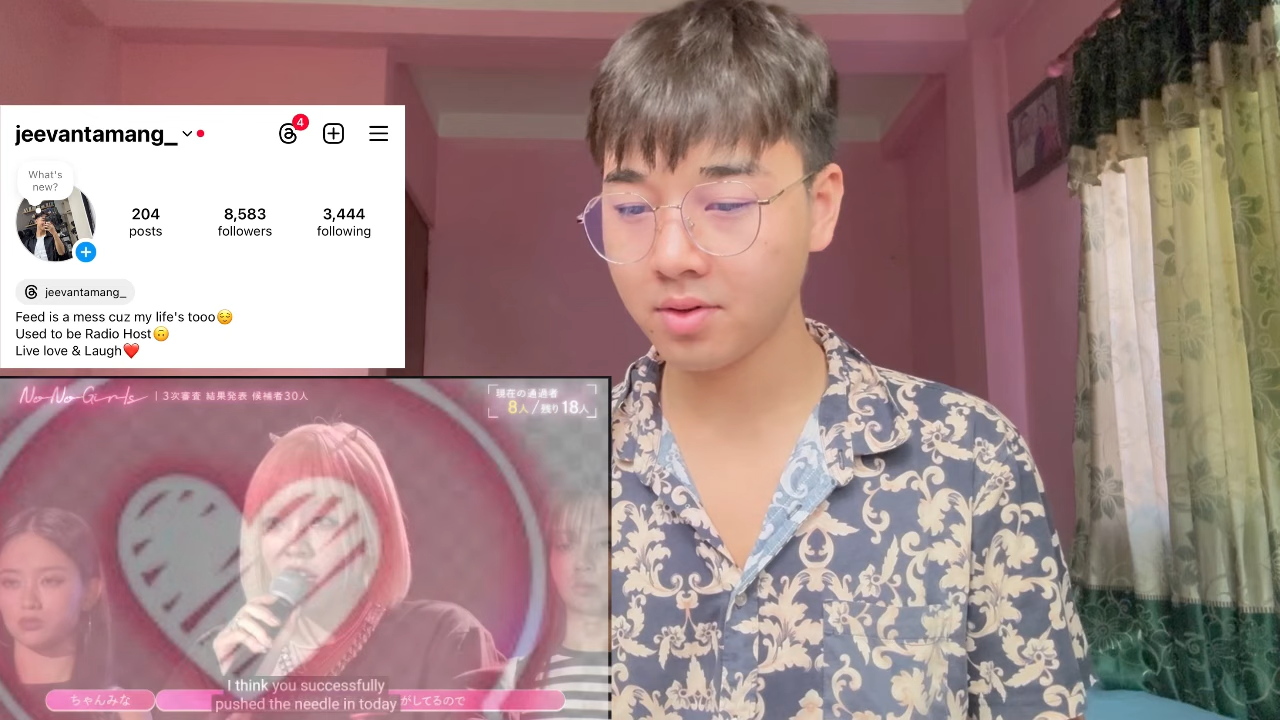 jeevantamang_
4
What's
new?
204
posts
8,583
followers
3,444
following
jeevantamang_
Feed is a mess cuz my life's tooo😌
Used to be Radio Host🙃
Live love & Laugh❤️
No No Girls | 3次審査 結果発表 候補者30人
現在の通過者
8人/残り18人
I think you successfully
pushed the needle in today
ちゃんみな
がしてるので